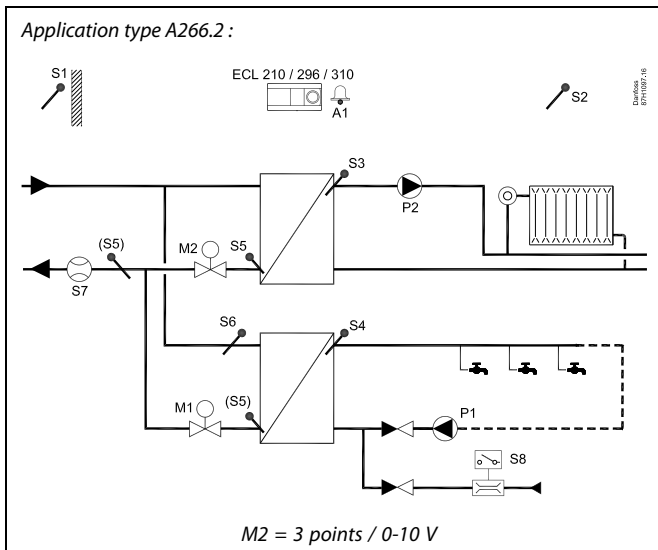 Application type A266.2 :
S1
ECL 210 / 296 / 310
A1
S2
Danfoss
87H1097.16
S3
P2
(S5)
M2
S5
S7
S6
S4
M1
(S5)
P1
S8
M2 = 3 points / 0-10 V